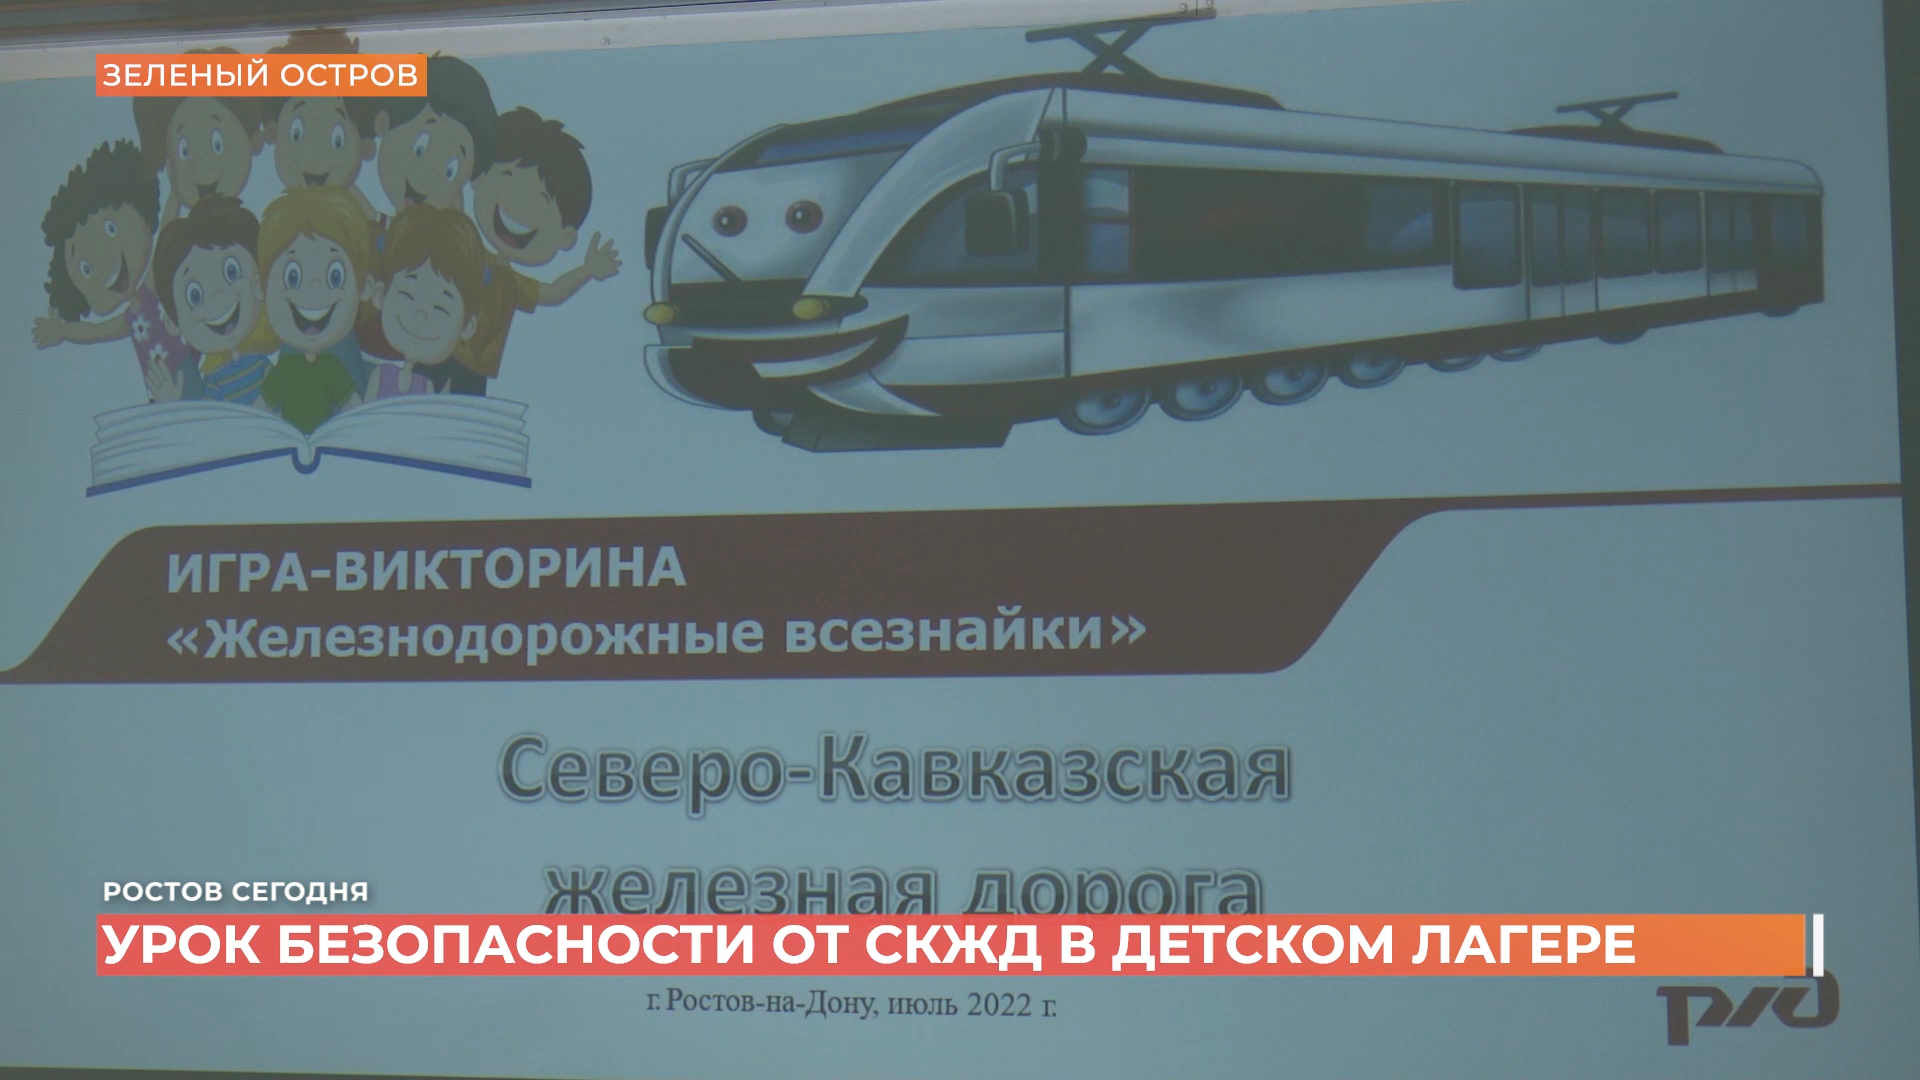 ЗЕЛЕНЫЙ ОСТРОВ
ИГРА-ВИКТОРИНА
«Железнодорожные всезнайки»
Северо-Кавказская
железная дорога
РОСТОВ СЕГОДНЯ
УРОК БЕЗОПАСНОСТИ ОТ СКЖД В ДЕТСКОМ ЛАГЕРЕ
г. Ростов-на-Дону, июль 2022 г.
РЖД